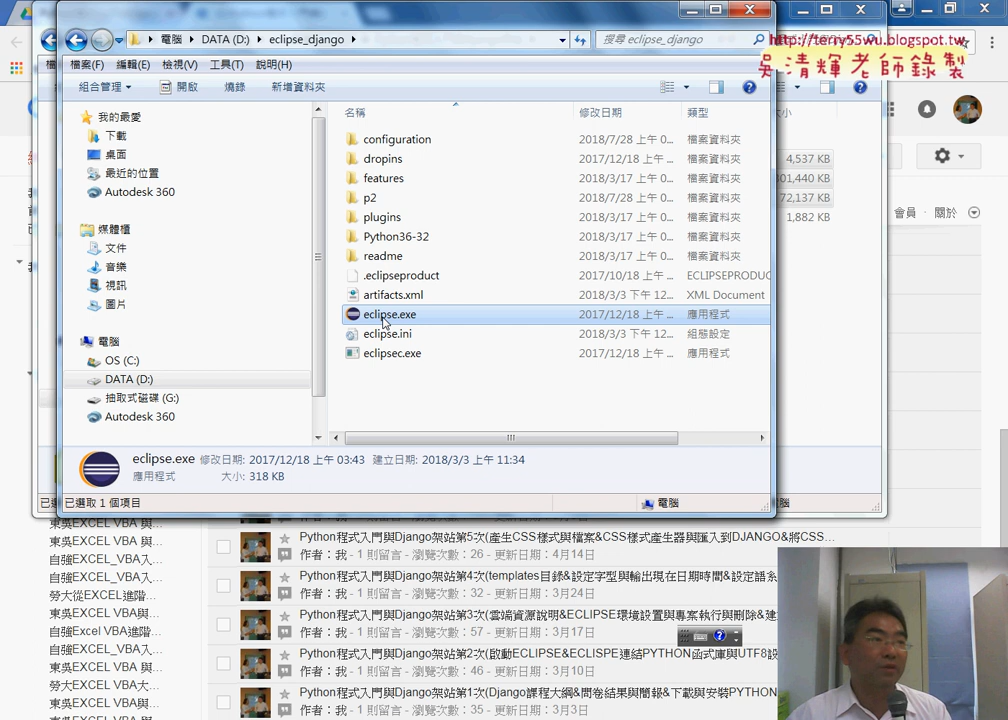 http://terry55wu.blogspot.tw
吳清輝老師錄製
電腦 DATA (D:) eclipse_django
搜尋 eclipse_django
檔案(F) 編輯(E) 檢視(V) 工具(T) 說明(H)
組合管理 開啟 燒錄 新增資料夾
名稱 修改日期 類型
大小
我的最愛
下載
桌面
最近的位置
Autodesk 360
媒體櫃
文件
音樂
視訊
圖片
電腦
OS (C:)
DATA (D:)
抽取式磁碟 (G:)
Autodesk 360
configuration 2018/7/28 上午 0... 檔案資料夾
dropins 2017/12/18 上午 ... 檔案資料夾
features 2018/3/17 上午 0... 檔案資料夾
p2 2018/7/28 上午 0... 檔案資料夾
plugins 2018/3/17 上午 0... 檔案資料夾
Python36-32 2018/3/17 上午 0... 檔案資料夾
readme 2018/3/17 上午 0... 檔案資料夾
.eclipseproduct 2017/10/18 上午 ... ECLIPSEPRODUC
artifacts.xml 2018/3/3 下午 12... XML Document
eclipse.exe 2017/12/18 上午 ... 應用程式
eclipse.ini 2018/3/3 下午 12... 組態設定
eclipsec.exe 2017/12/18 上午 ... 應用程式
4,537 KB
01,440 KB
72,137 KB
1,882 KB
會員 · 關於
eclipse.exe 修改日期: 2017/12/18 上午 03:43 建立日期: 2018/3/3 上午 11:34
應用程式 大小: 318 KB
已選取 1 個項目 電腦
東吳EXCEL VBA 與...
東吳EXCEL VBA 與...
自強EXCEL_VBA入...
自強EXCEL_VBA入...
勞大從EXCEL進階...
東吳EXCEL VBA與...
自強Excel VBA進階...
自強EXCEL_VBA入...
東吳EXCEL VBA與...
勞大EXCEL VBA與...
Python程式入門與Django架站第5次(產生CSS樣式與檔案&CSS樣式產生器與匯入到DJANGO&將CSS...
作者：我 - 1 則留言 - 瀏覽次數：26 - 更新日期：4月14日
Python程式入門與Django架站第4次(templates目錄&設定字型與輸出現在日期時間&設定語系
作者：我 - 1 則留言 - 瀏覽次數：32 - 更新日期：3月24日
Python程式入門與Django架站第3次(雲端資源說明&ECLIPSE環境設置與專案執行與刪除&建
作者：我 - 1 則留言 - 瀏覽次數：57 - 更新日期：3月17日
Python程式入門與Django架站第2次(啟動ECLIPSE&ECLISPE連結PYTHON函式庫與UTF8設
作者：我 - 1 則留言 - 瀏覽次數：46 - 更新日期：3月10日
Python程式入門與Django架站第1次(Django課程大綱&問卷結果與簡報&下載與安裝PYTHON
作者：我 - 1 則留言 - 瀏覽次數：35 - 更新日期：3月3日